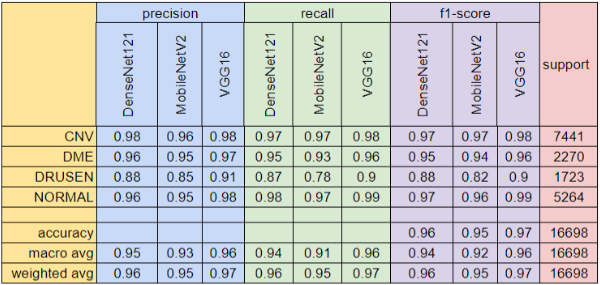 precision recall f1-score support
DenseNet121 MobileNetV2 VGG16 DenseNet121 MobileNetV2 VGG16 DenseNet121 MobileNetV2 VGG16
CNV 0.98 0.96 0.98 0.97 0.97 0.98 0.97 0.97 0.98 7441
DME 0.96 0.95 0.97 0.95 0.93 0.96 0.95 0.94 0.96 2270
DRUSEN 0.88 0.85 0.91 0.87 0.78 0.9 0.88 0.82 0.9 1723
NORMAL 0.96 0.95 0.98 0.98 0.97 0.99 0.97 0.96 0.99 5264
accuracy 0.96 0.95 0.97 16698
macro avg 0.95 0.93 0.96 0.94 0.91 0.96 0.94 0.92 0.96 16698
weighted avg 0.96 0.95 0.97 0.96 0.95 0.97 0.96 0.95 0.97 16698